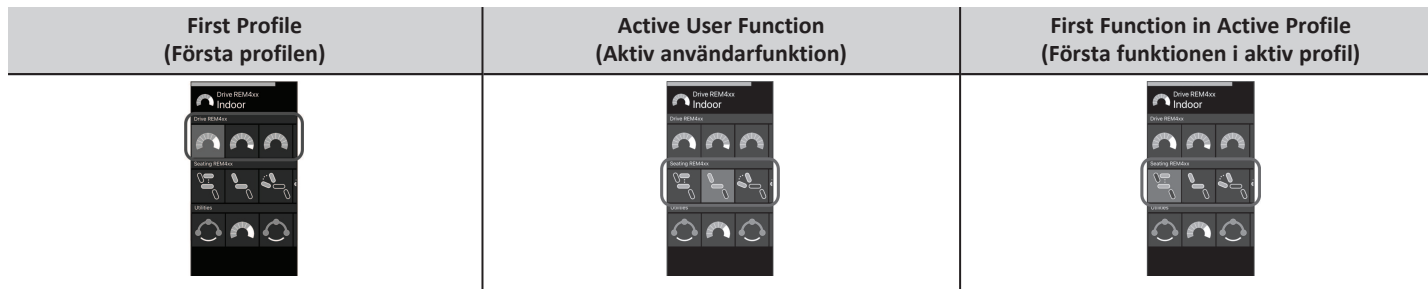 First Profile
(Första profilen)
Active User Function
(Aktiv användarfunktion)
First Function in Active Profile
(Första funktionen i aktiv profil)
Drive REM4xx
Indoor
Drive REM4xx
Seating REM4xx
Utilities
Drive REM4xx
Indoor
Drive REM4xx
Seating REM4xx
Utilities
Drive REM4xx
Indoor
Drive REM4xx
Seating REM4xx
Utilities